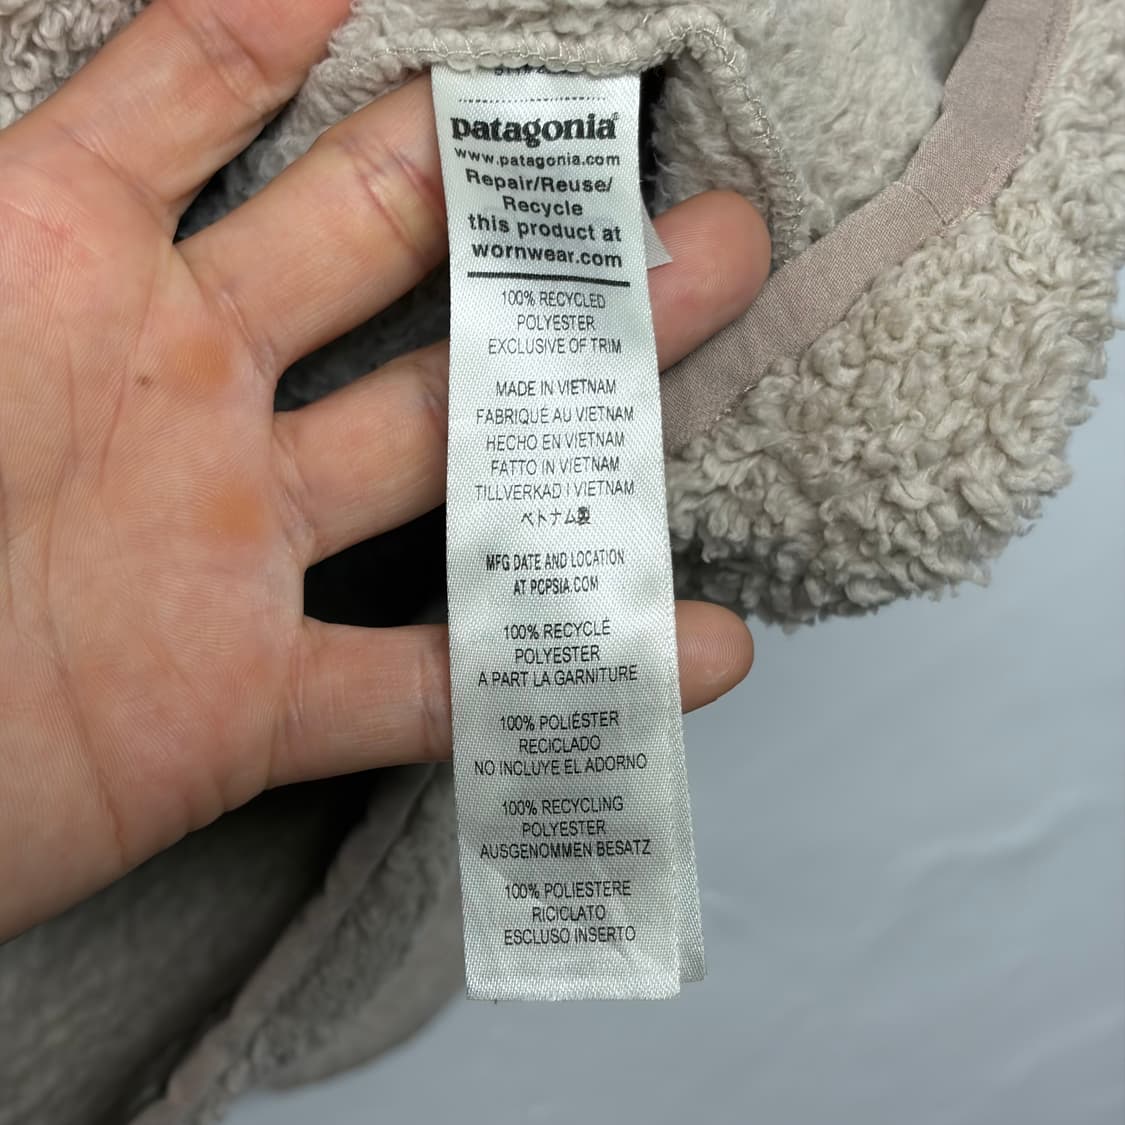 patagonia
www.patagonia.com
Repair/Reuse/
Recycle
this product at
wornwear.com
100% RECYCLED
POLYESTER
EXCLUSIVE OF TRIM
MADE IN VIETNAM
FABRIQUÉ AU VIETNAM
HECHO EN VIETNAM
FATTO IN VIETNAM
TILLVERKAD I VIETNAM
ベトナム製
MFG DATE AND LOCATION
AT PCPSIA.COM
100% RECYCLÉ
POLYESTER
A PART LA GARNITURE
100% POLIÉSTER
RECICLADO
NO INCLUYE EL ADORNO
100% RECYCLING
POLYESTER
AUSGENOMMEN BESATZ
100% POLIESTERE
RICICLATO
ESCLUSO INSERTO